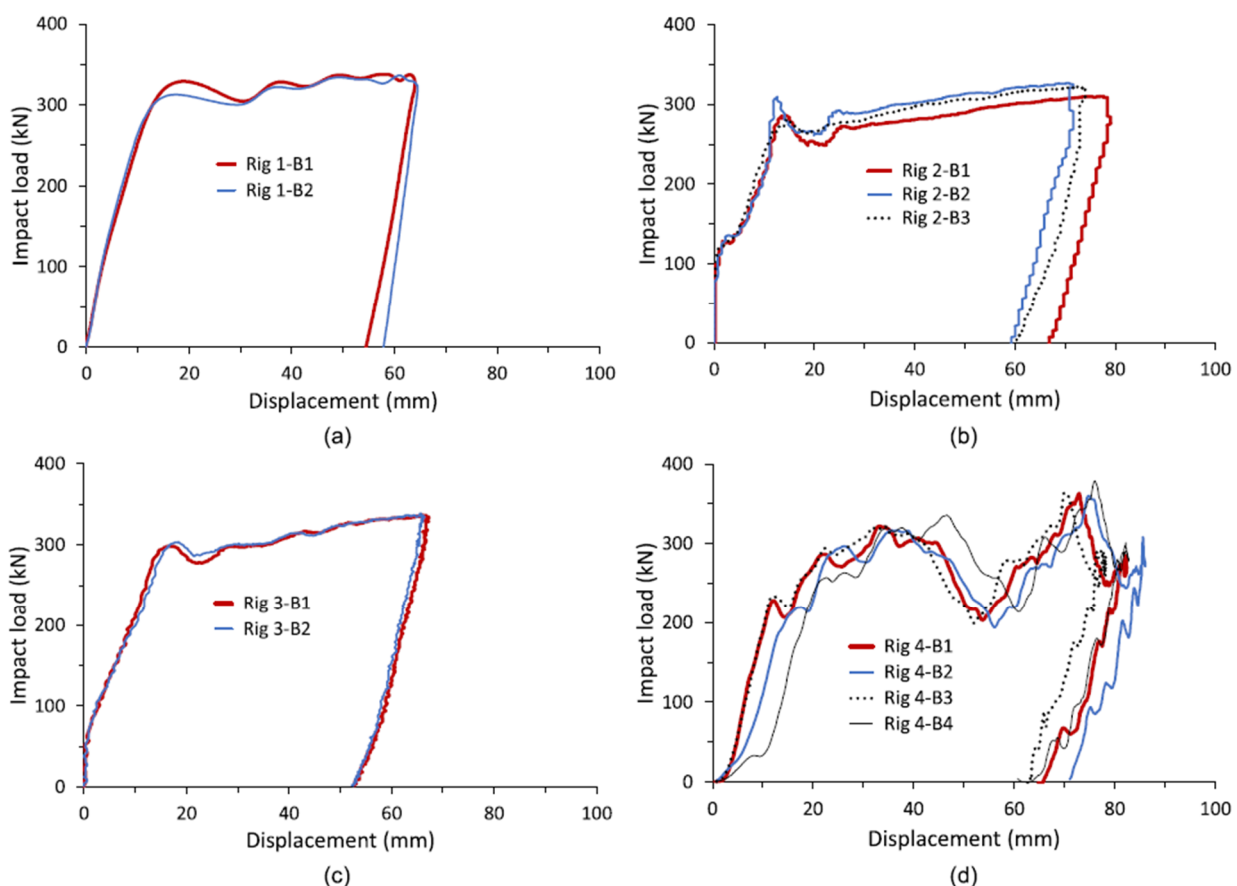 400
300
200
100
0
Impact load (kN)
Rig 1-B1
Rig 1-B2
0 20 40 60 80 100
Displacement (mm)
(a)
400
300
200
100
0
Impact load (kN)
Rig 2-B1
Rig 2-B2
Rig 2-B3
0 20 40 60 80 100
Displacement (mm)
(b)
400
300
200
100
0
Impact load (kN)
Rig 3-B1
Rig 3-B2
0 20 40 60 80 100
Displacement (mm)
(c)
400
300
200
100
0
Impact load (kN)
Rig 4-B1
Rig 4-B2
Rig 4-B3
Rig 4-B4
0 20 40 60 80 100
Displacement (mm)
(d)